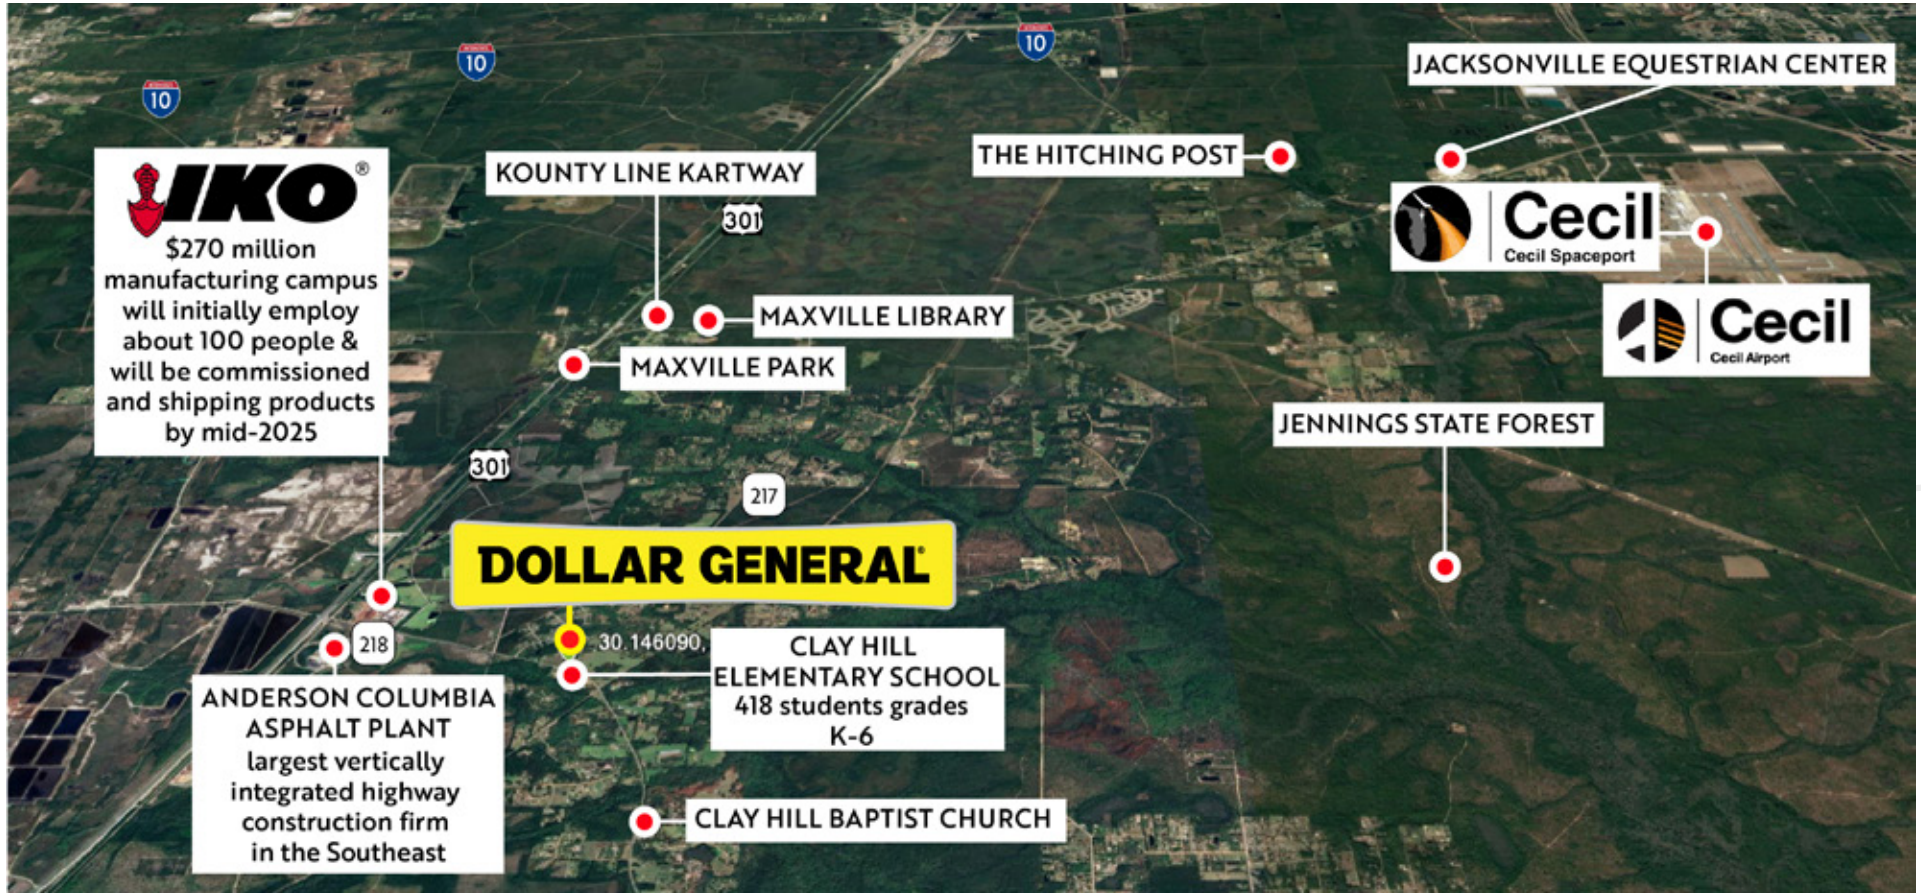 10
10
10
JACKSONVILLE EQUESTRIAN CENTER
THE HITCHING POST
KOUNTY LINE KARTWAY
IKO®
$270 million
manufacturing campus
will initially employ
about 100 people &
will be commissioned
and shipping products
by mid-2025
301
Cecil
Cecil Spaceport
MAXVILLE LIBRARY
Cecil
Cecil Airport
MAXVILLE PARK
JENNINGS STATE FOREST
301
217
DOLLAR GENERAL®
218
30.146090,
CLAY HILL
ELEMENTARY SCHOOL
418 students grades
K-6
ANDERSON COLUMBIA
ASPHALT PLANT
largest vertically
integrated highway
construction firm
in the Southeast
CLAY HILL BAPTIST CHURCH